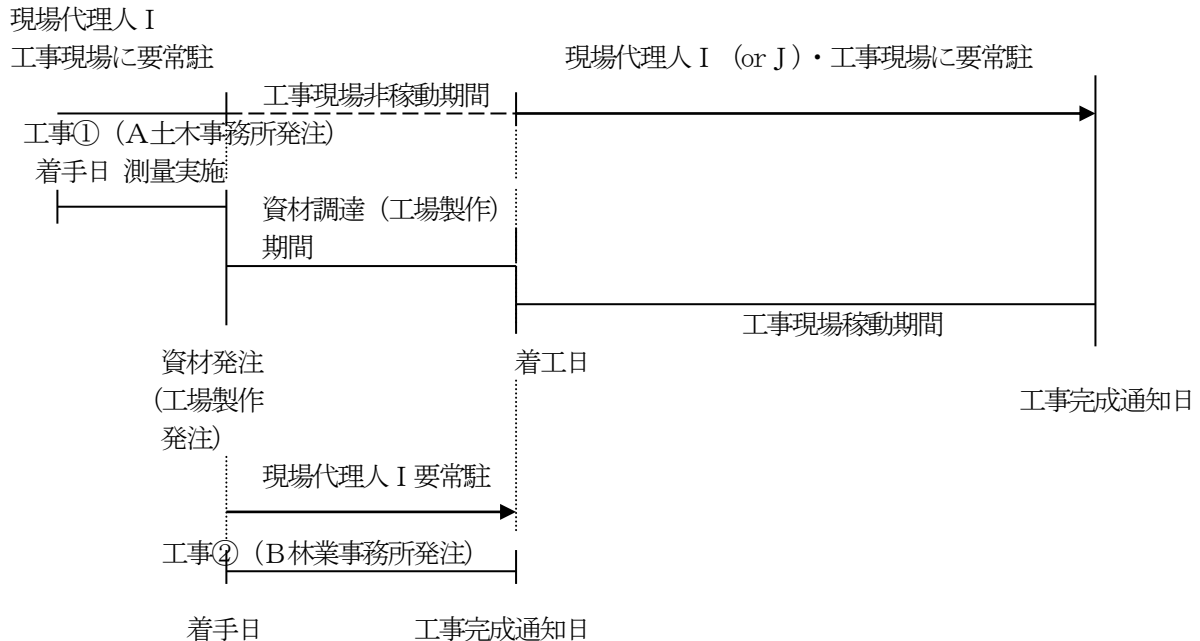 現場代理人Ⅰ
工事現場に要常駐
現場代理人Ⅰ（or J）・工事現場に要常駐
工事現場非稼動期間
工事①（A土木事務所発注）
着手日 測量実施
資材調達（工場製作）
期間
工事現場稼動期間
資材発注
（工場製作
発注）
着工日
工事完成通知日
現場代理人Ⅰ要常駐
工事②（B林業事務所発注）
着手日
工事完成通知日